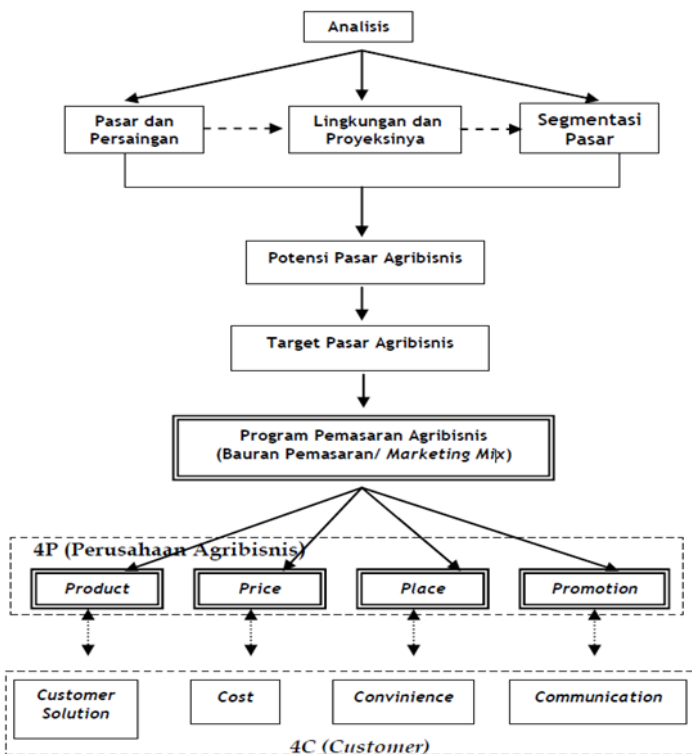 Analisis
Pasar dan
Persaingan
Lingkungan dan
Proyeksinya
Segmentasi
Pasar
Potensi Pasar Agribisnis
Target Pasar Agribisnis
Program Pemasaran Agribisnis
(Bauran Pemasaran/ Marketing Mix)
4P (Perusahaan Agribisnis)
Product
Price
Place
Promotion
Customer
Solution
Cost
Convinience
Communication
4C (Customer)